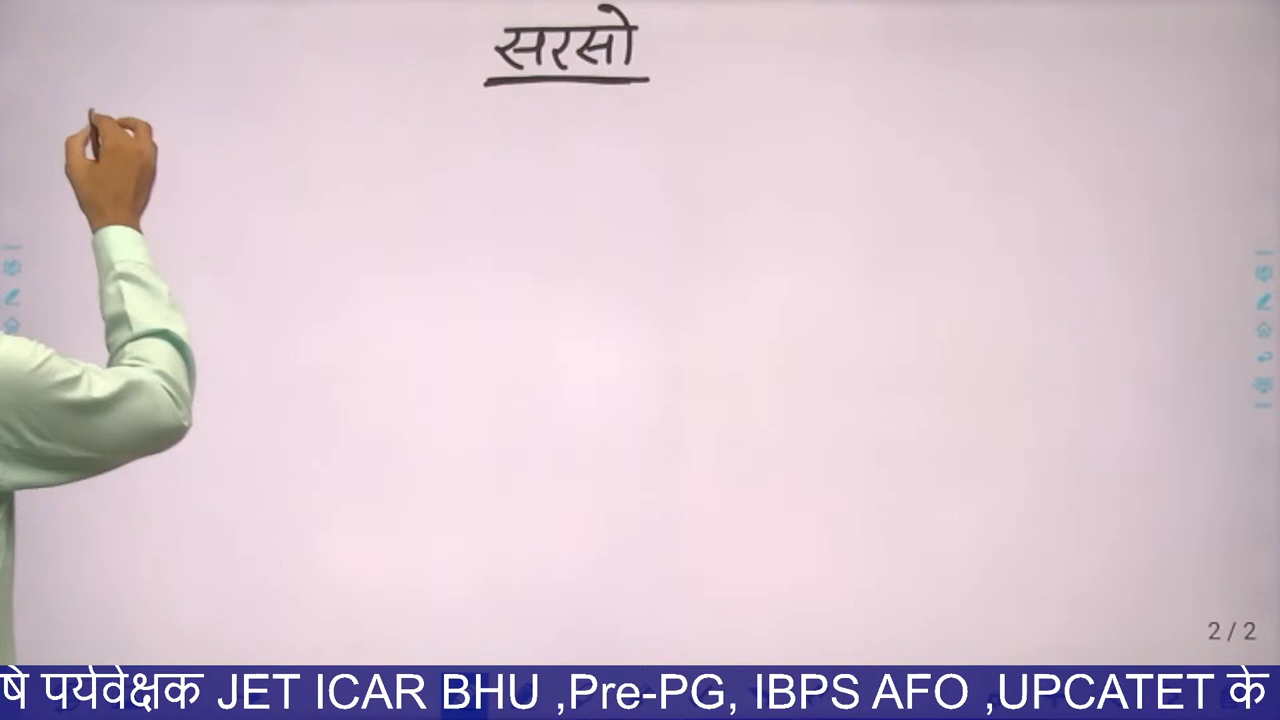 सरसो
2/2
षि पर्यवेक्षक JET ICAR BHU ,Pre-PG, IBPS AFO ,UPCATET के